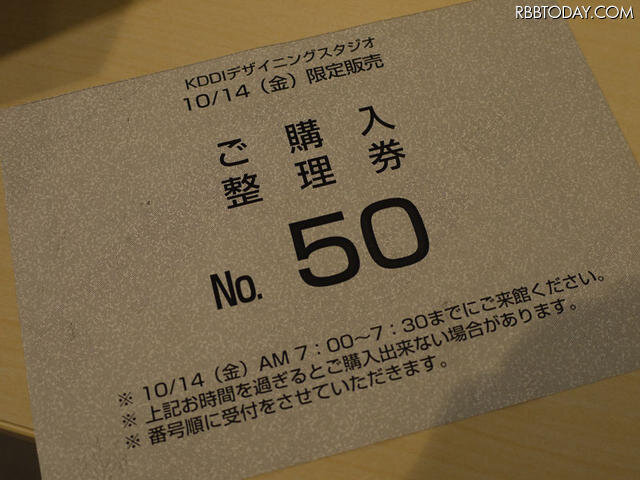 RBBTODAY.COM
KDDIデザイニングスタジオ
10/14（金）限定販売
ご購入
整理券
No. 50
※ 10/14（金）AM 7：00～7：30までにご来館ください。
※ 上記お時間を過ぎるとご購入出来ない場合があります。
※ 番号順に受付をさせていただきます。